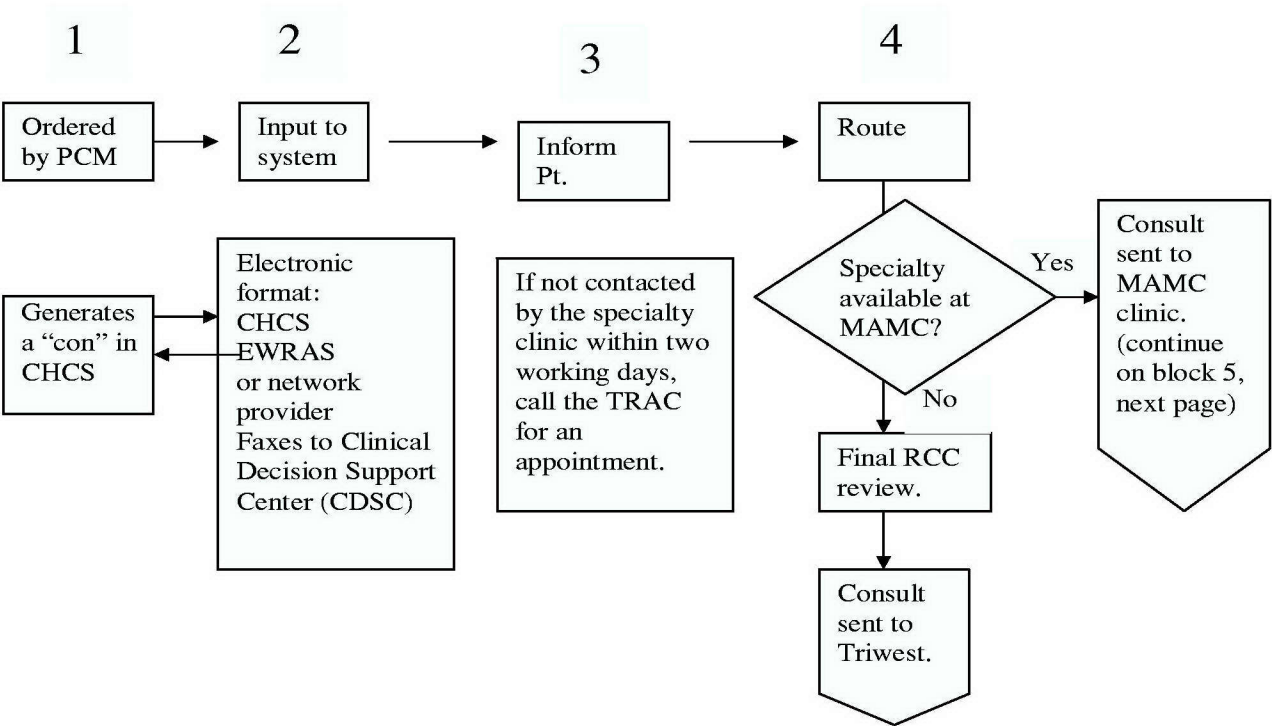 1
2
3
4
Ordered
by PCM
Input to
system
Inform
Pt.
Route
Generates
a “con” in
CHCS
Electronic
format:
CHCS
EWRAS
or network
provider
Faxes to Clinical
Decision Support
Center (CDSC)
If not contacted
by the specialty
clinic within two
working days,
call the TRAC
for an
appointment.
Specialty
available at
MAMC?
Yes
No
Consult
sent to
MAMC
clinic.
(continue
on block 5,
next page)
Final RCC
review.
Consult
sent to
Triwest.